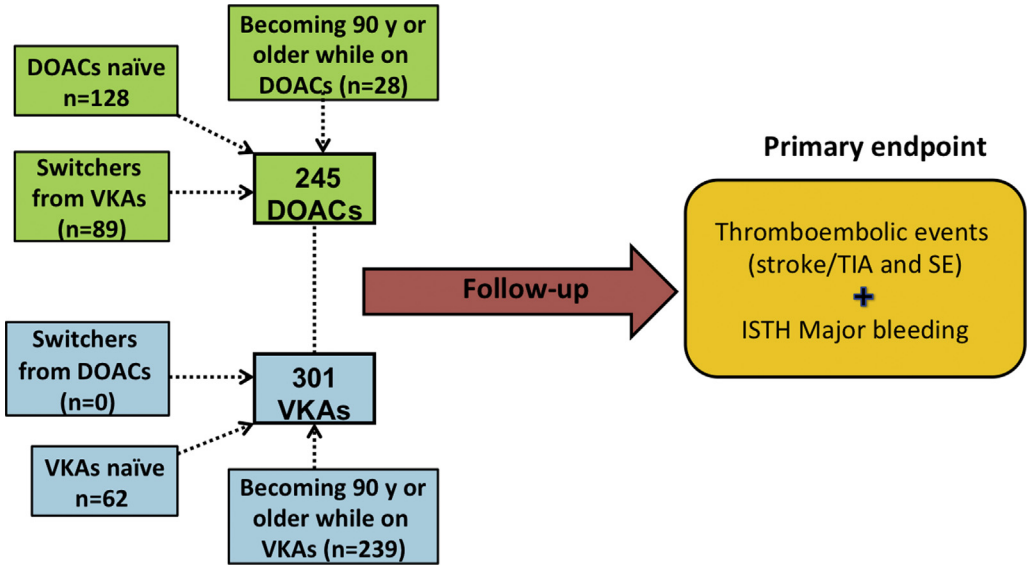 DOACs naïve
n=128
Becoming 90 y or
older while on
DOACs (n=28)
Switchers
from VKAs
(n=89)
245
DOACs
Switchers
from DOACs
(n=0)
301
VKAs
VKAs naïve
n=62
Becoming 90 y or
older while on
VKAs (n=239)
Follow-up
Primary endpoint
Thromboembolic events
(stroke/TIA and SE)
+
ISTH Major bleeding